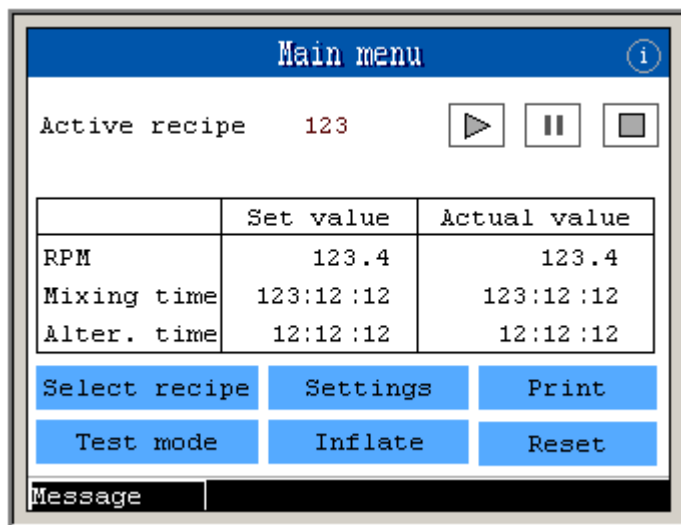 Main menu i
Active recipe 123
Set value Actual value
RPM 123.4 123.4
Mixing time 123:12:12 123:12:12
Alter. time 12:12:12 12:12:12
Select recipe Settings Print
Test mode Inflate Reset
Message